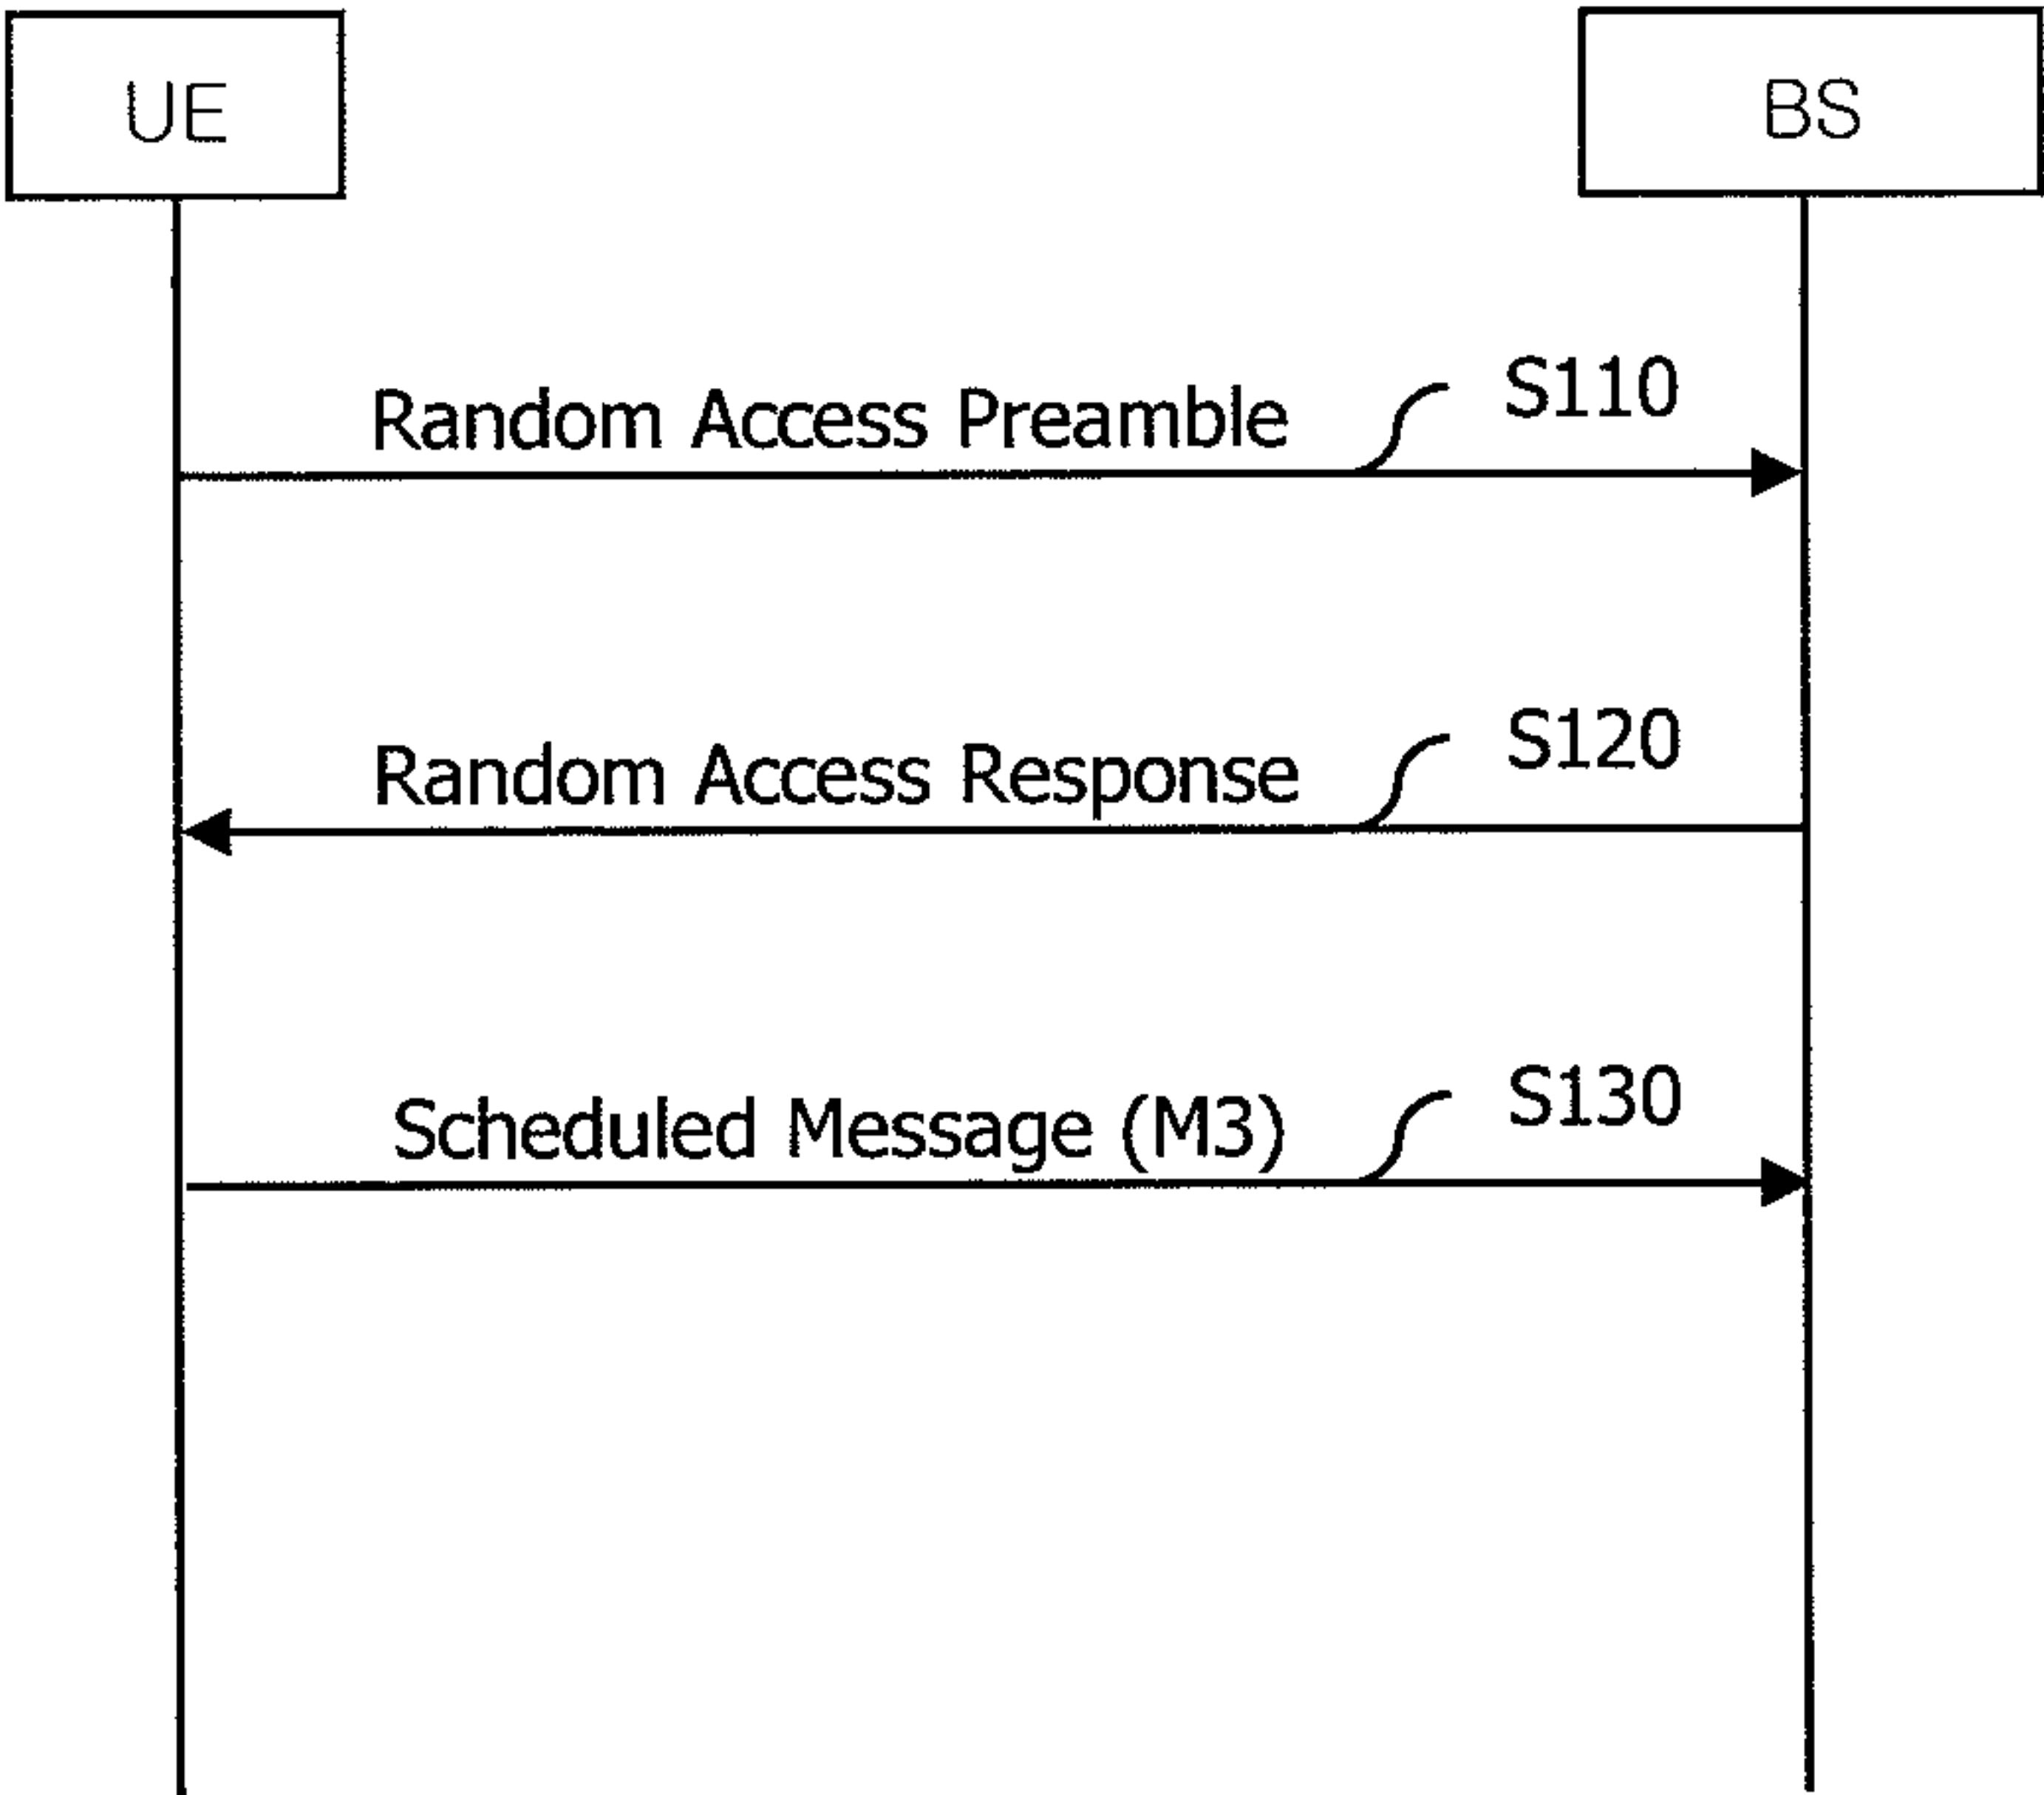 UE
BS
Random Access Preamble
S110
Random Access Response
S120
Scheduled Message (M3)
S130